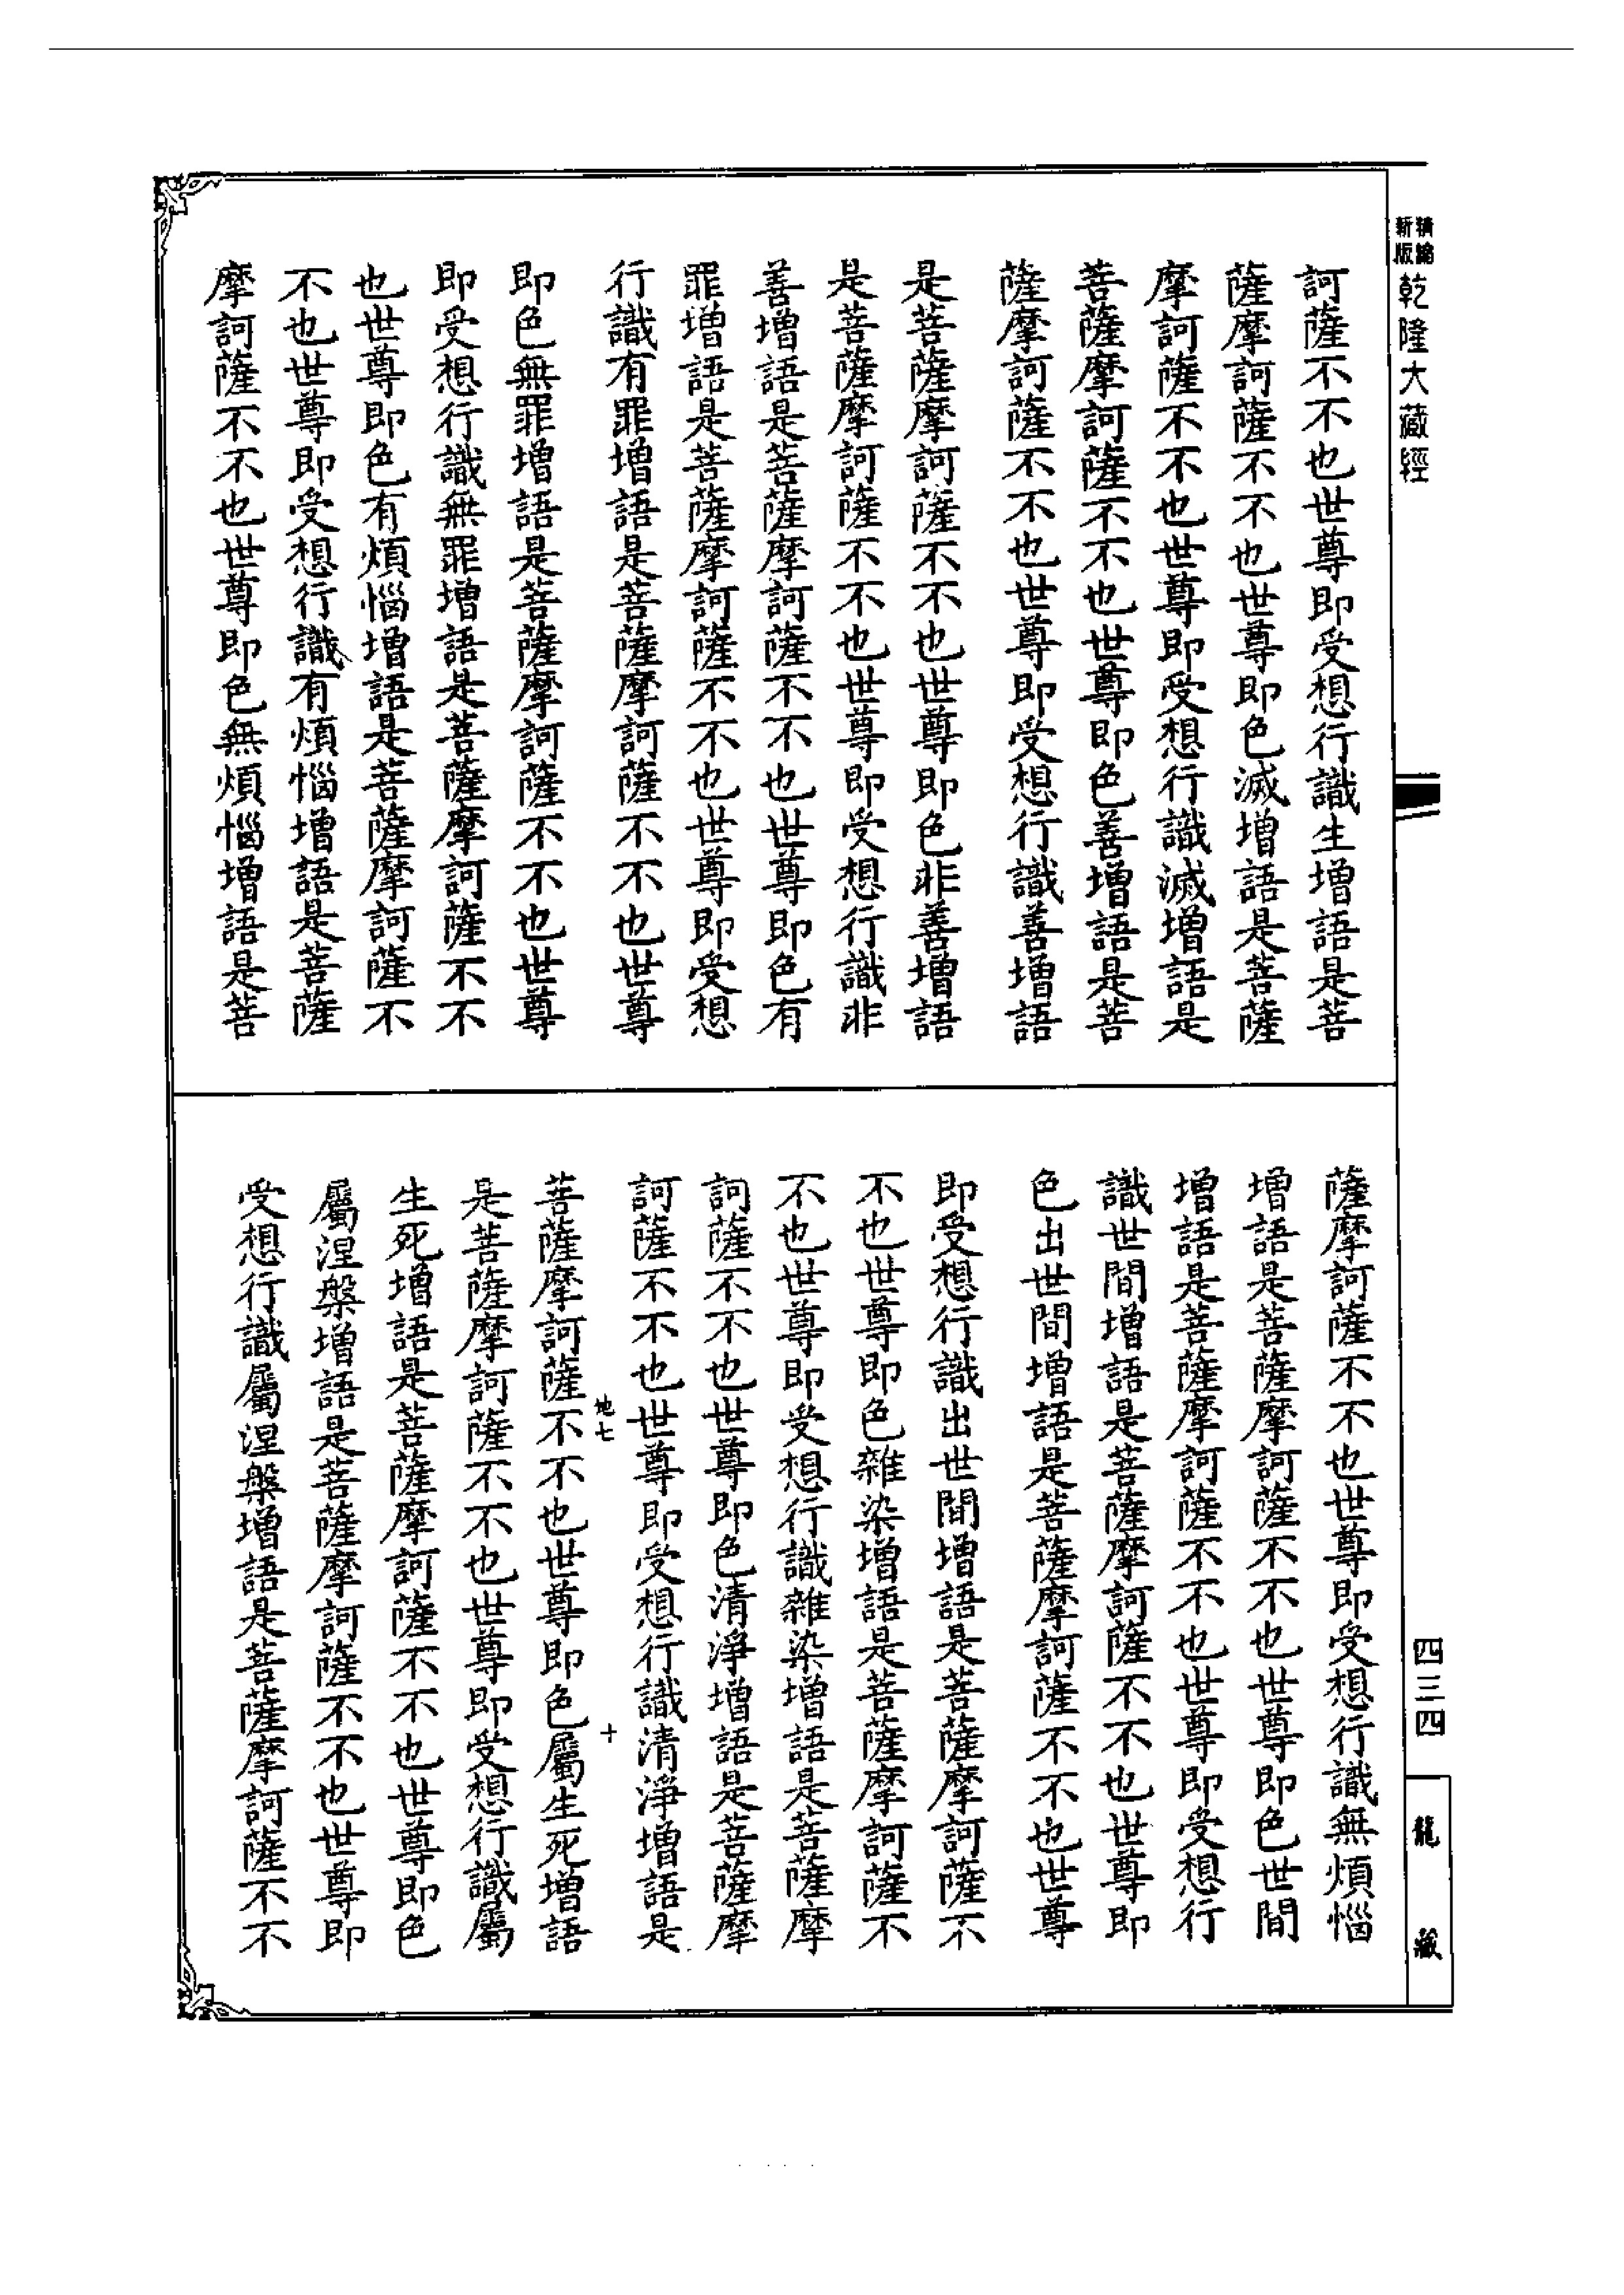 精縮
新版
乾隆大藏經
訶薩不不也世尊即受想行識生增語是菩
薩摩訶薩不不也世尊即色滅增語是菩薩
摩訶薩不不也世尊即受想行識滅增語是
菩薩摩訶薩不不也世尊即色善增語是菩
薩摩訶薩不不也世尊即受想行識善增語
是菩薩摩訶薩不不也世尊即色非善增語
是菩薩摩訶薩不不也世尊即受想行識非
善增語是菩薩摩訶薩不不也世尊即色有
罪增語是菩薩摩訶薩不不也世尊即受想
行識有罪增語是菩薩摩訶薩不不也世尊
即色無罪增語是菩薩摩訶薩不不也世尊
即受想行識無罪增語是菩薩摩訶薩不不
也世尊即色有煩惱增語是菩薩摩訶薩不
不也世尊即受想行識有煩惱增語是菩薩
摩訶薩不不也世尊即色無煩惱增語是菩
薩摩訶薩不不也世尊即受想行識無煩惱
增語是菩薩摩訶薩不不也世尊即色世間
增語是菩薩摩訶薩不不也世尊即受想行
識世間增語是菩薩摩訶薩不不也世尊即
色出世間增語是菩薩摩訶薩不不也世尊
即受想行識出世間增語是菩薩摩訶薩不
不也世尊即色雜染增語是菩薩摩訶薩不
不也世尊即受想行識雜染增語是菩薩摩
訶薩不不也世尊即色清淨增語是菩薩摩
訶薩不不也世尊即受想行識清淨增語是
地七 十
菩薩摩訶薩不不也世尊即色屬生死增語
是菩薩摩訶薩不不也世尊即受想行識屬
生死增語是菩薩摩訶薩不不也世尊即色
屬涅槃增語是菩薩摩訶薩不不也世尊即
受想行識屬涅槃增語是菩薩摩訶薩不不
四三四
龍藏